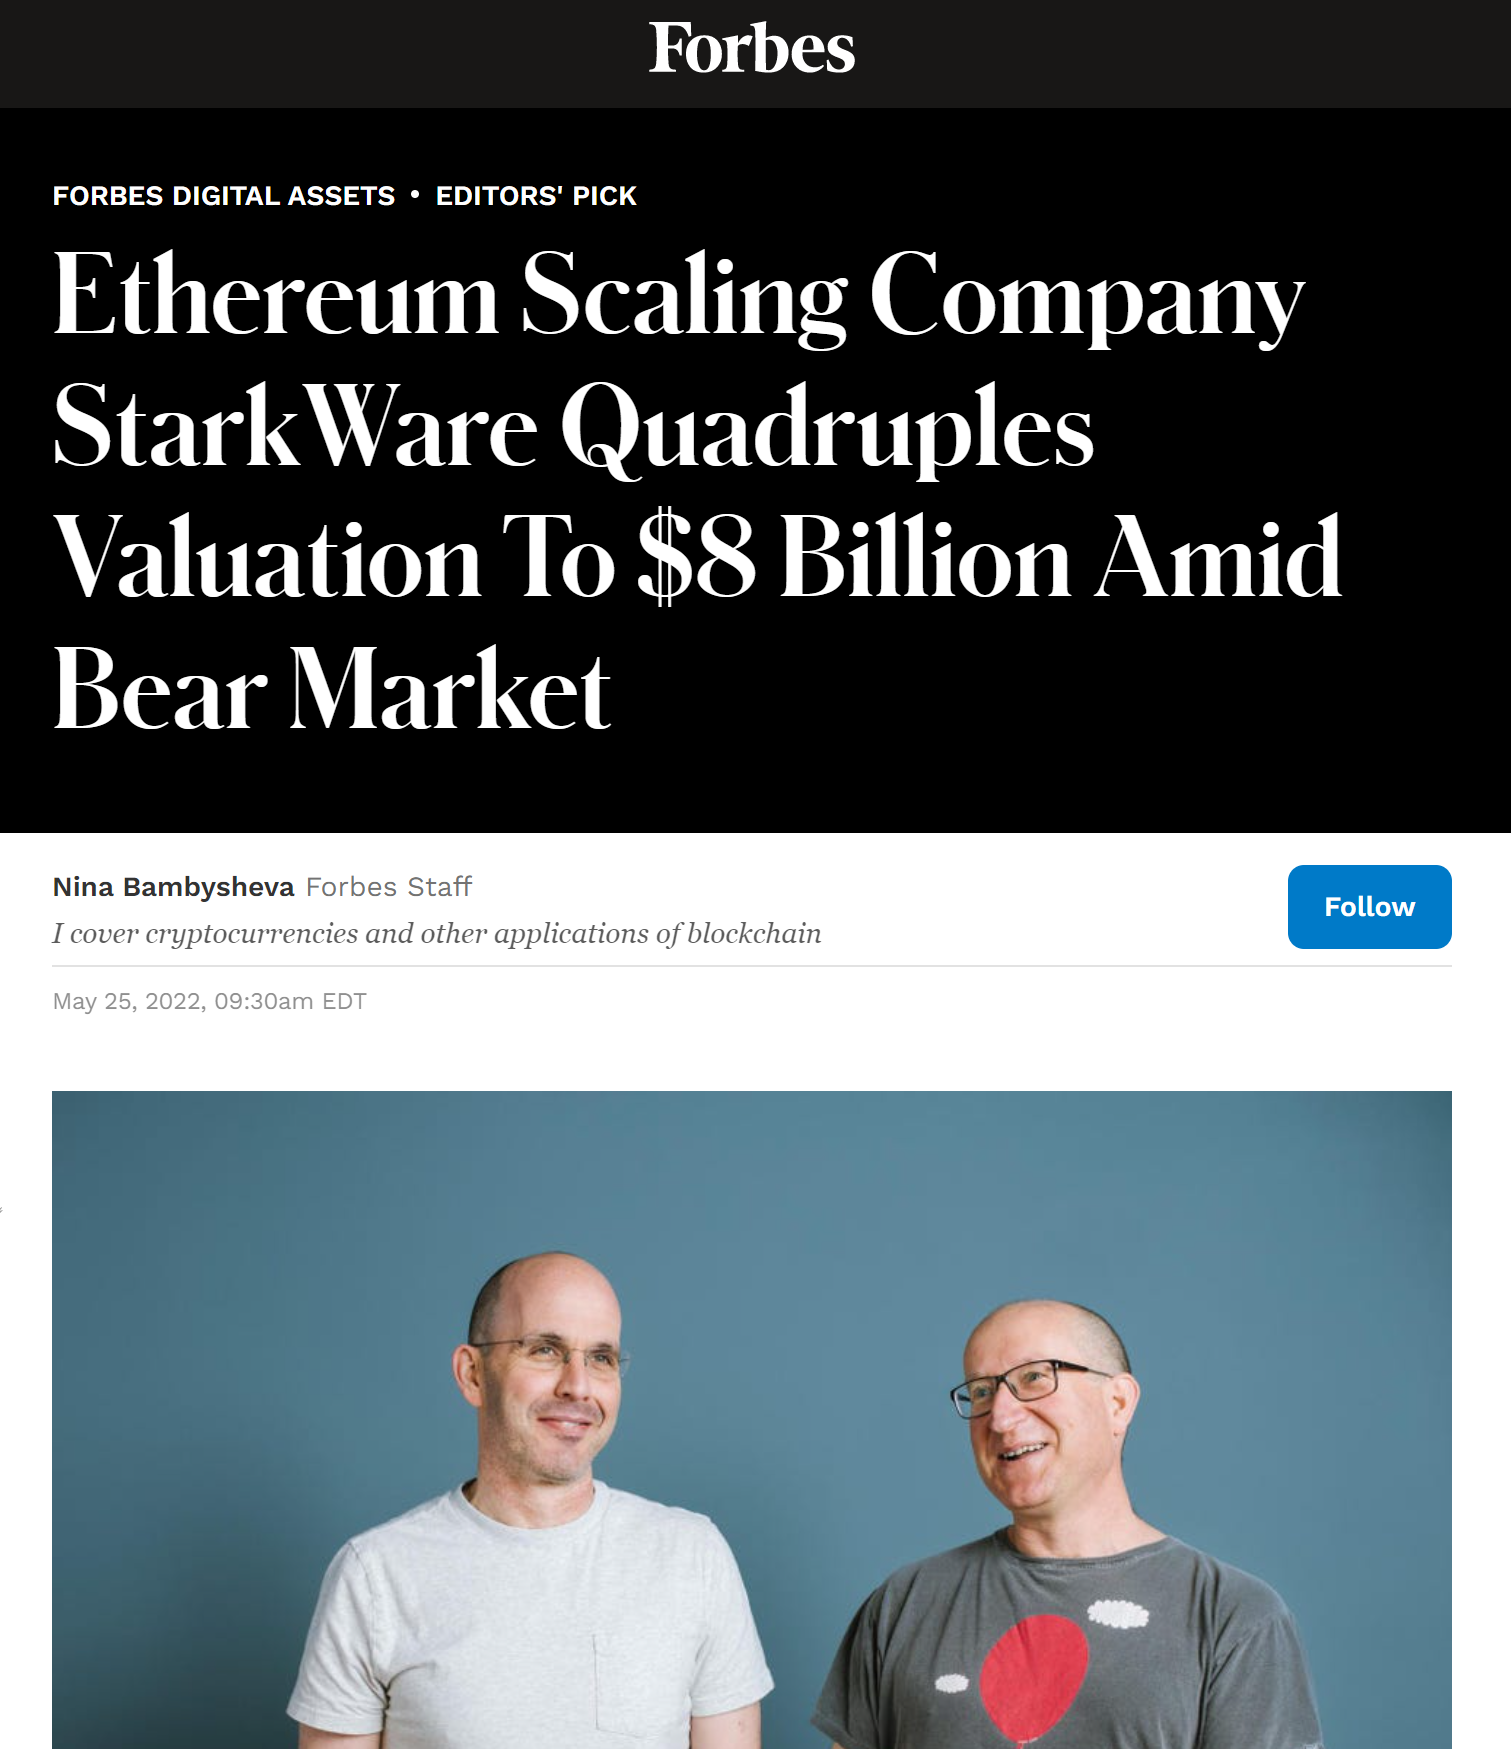 Forbes
FORBES DIGITAL ASSETS • EDITORS' PICK
Ethereum Scaling Company
StarkWare Quadruples
Valuation To $8 Billion Amid
Bear Market
Nina Bambysheva Forbes Staff
Follow
I cover cryptocurrencies and other applications of blockchain
May 25, 2022, 09:30am EDT